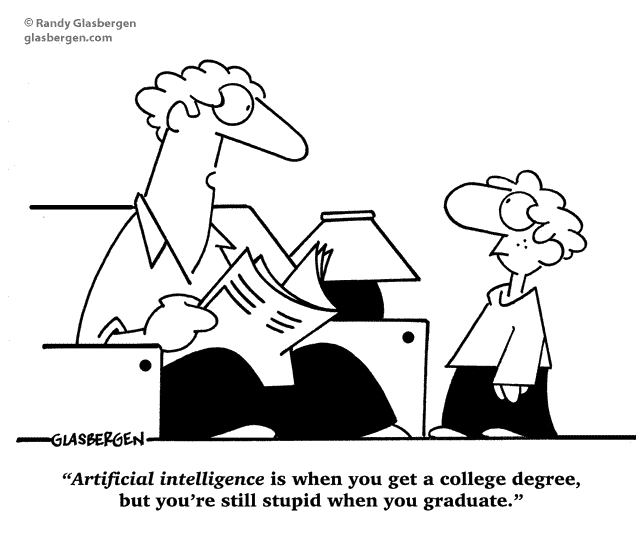 © Randy Glasbergen
glasbergen.com
GLASBERGEN
“Artificial intelligence is when you get a college degree,
but you’re still stupid when you graduate.”